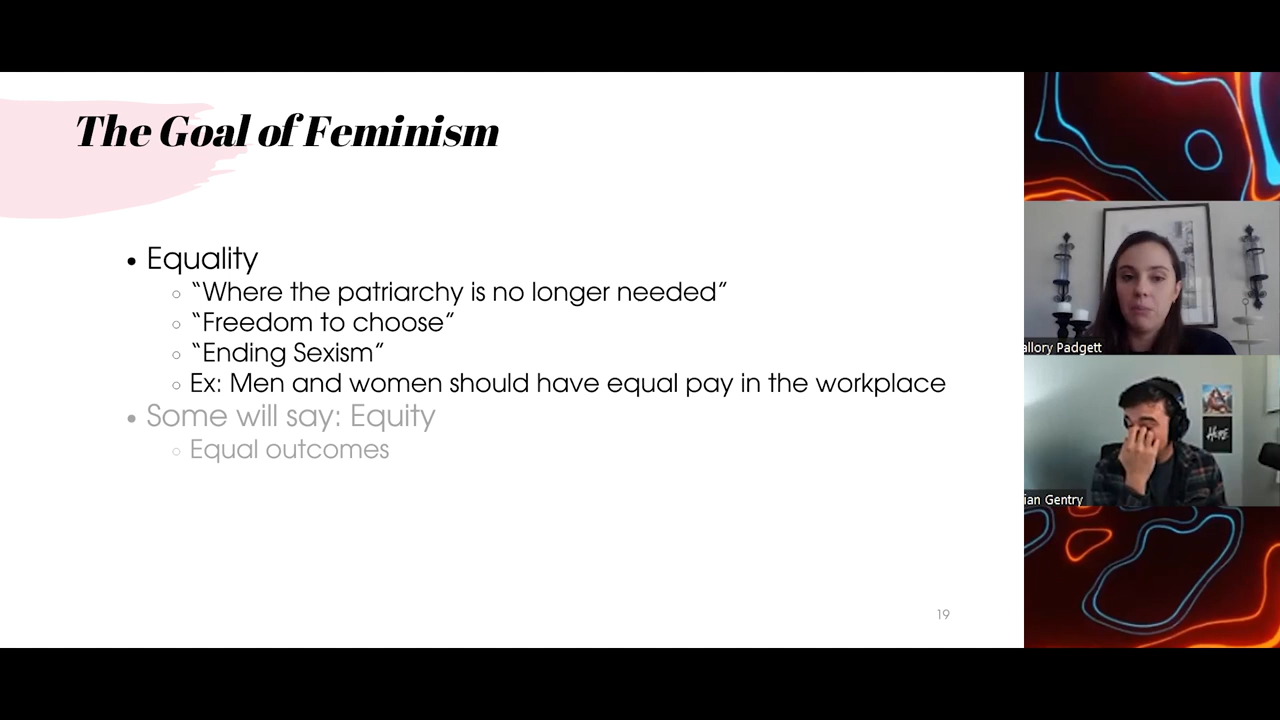 The Goal of Feminism
• Equality
○ “Where the patriarchy is no longer needed”
○ “Freedom to choose”
○ “Ending Sexism”
○ Ex: Men and women should have equal pay in the workplace
• Some will say: Equity
○ Equal outcomes
19
allory Padgett
HERE
ian Gentry